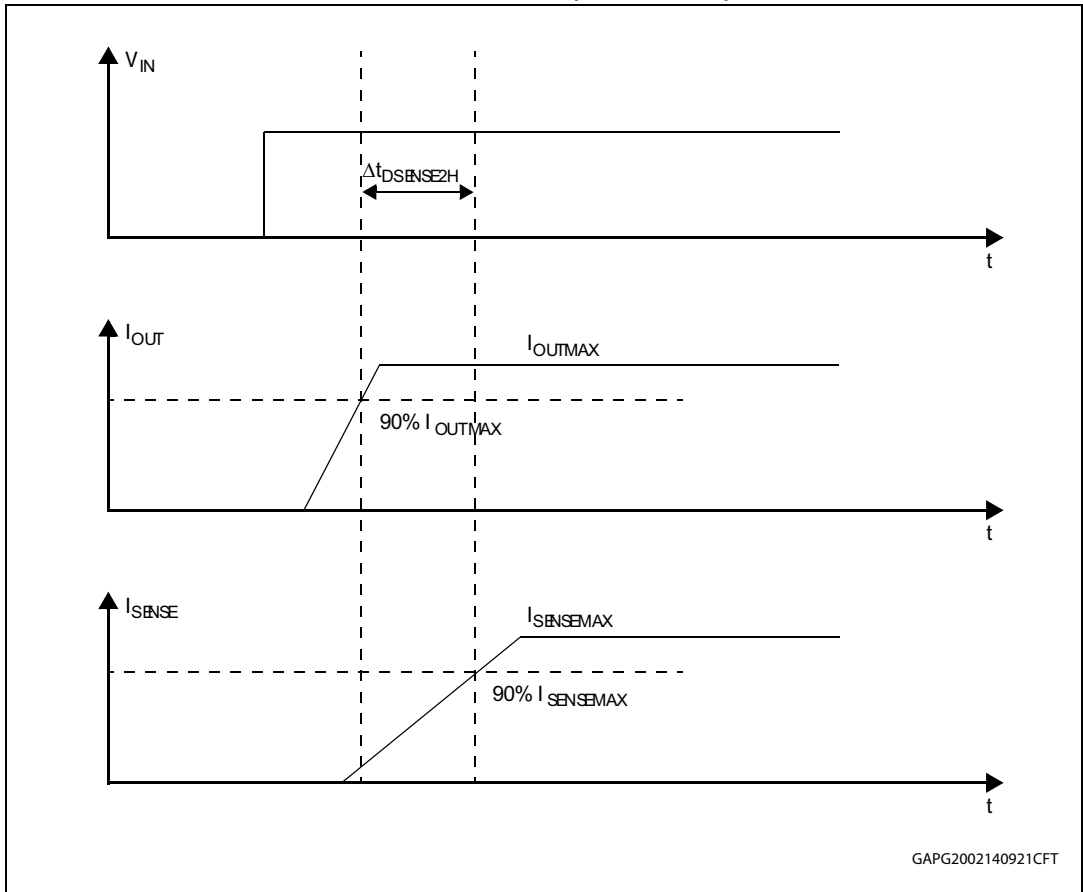 V_IN
Δt_DSENSE2H
t
I_OUT
I_OUTMAX
90% I_OUTMAX
t
I_SENSE
I_SENSEMAX
90% I_SENSEMAX
t
GAPG2002140921CFT